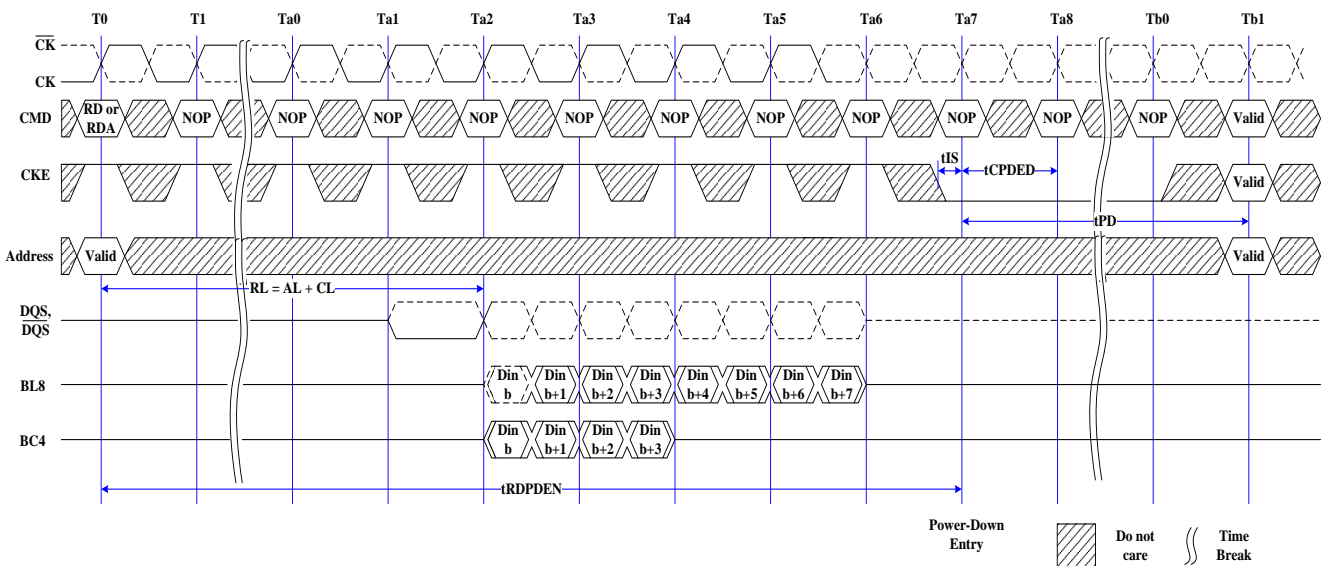 T0 T1 Ta0 Ta1 Ta2 Ta3 Ta4 Ta5 Ta6 Ta7 Ta8 Tb0 Tb1
CK
CK
CMD RD or RDA NOP NOP NOP NOP NOP NOP NOP NOP NOP NOP NOP Valid
CKE tIS tCPDED Valid
tPD
Address Valid Valid
RL = AL + CL
DQS,
DQS
BL8 Din b Din b+1 Din b+2 Din b+3 Din b+4 Din b+5 Din b+6 Din b+7
BC4 Din b Din b+1 Din b+2 Din b+3
tRDPDEN
Power-Down
Entry
Do not
care
Time
Break